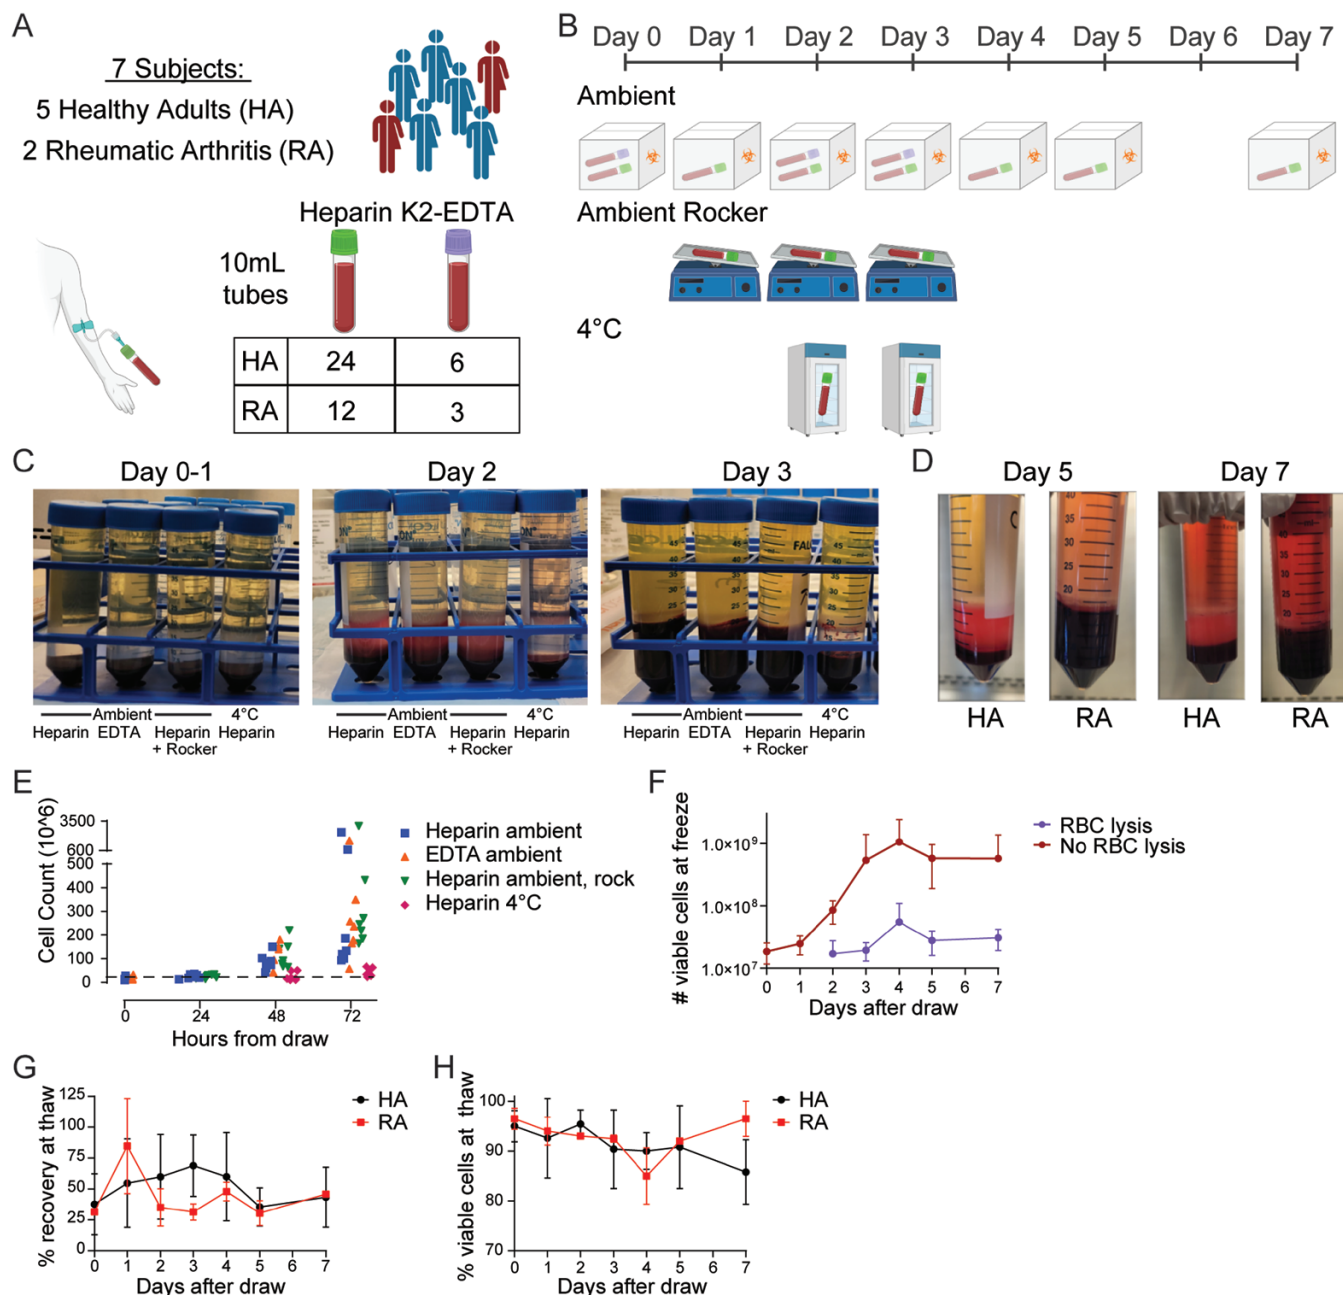 A
7 Subjects:
5 Healthy Adults (HA)
2 Rheumatic Arthritis (RA)
Heparin K2-EDTA
10mL
tubes
HA 24 6
RA 12 3
B
Day 0 Day 1 Day 2 Day 3 Day 4 Day 5 Day 6 Day 7
Ambient
Ambient Rocker
4°C
C
Day 0-1 Day 2 Day 3
Ambient 4°C
Heparin EDTA Heparin Heparin
+ Rocker
Ambient 4°C
Heparin EDTA Heparin Heparin
+ Rocker
Ambient 4°C
Heparin EDTA Heparin Heparin
+ Rocker
D
Day 5 Day 7
HA RA HA RA
E
Cell Count (10^6)
3500
600
500
400
300
200
100
0
0 24 48 72
Hours from draw
Heparin ambient
EDTA ambient
Heparin ambient, rock
Heparin 4°C
F
# viable cells at freeze
1.0×10⁹
1.0×10⁸
1.0×10⁷
0 1 2 3 4 5 6 7
Days after draw
RBC lysis
No RBC lysis
G
% recovery at thaw
125
100
75
50
25
0
0 1 2 3 4 5 6 7
Days after draw
HA
RA
H
% viable cells at thaw
100
90
80
70
0 1 2 3 4 5 6 7
Days after draw
HA
RA